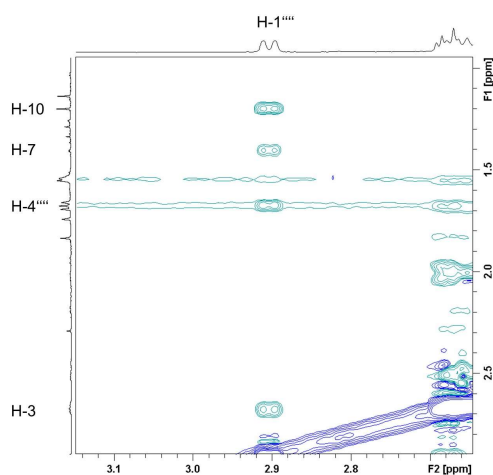 H-1““
H-10
H-7
H-4““
H-3
F1 [ppm]
1.5
2.0
2.5
3.1
3.0
2.9
2.8
F2 [ppm]